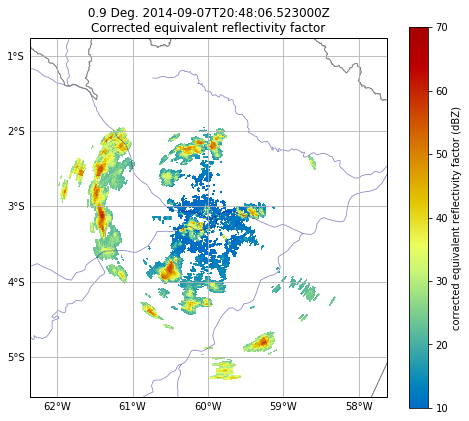 0.9 Deg. 2014-09-07T20:48:06.523000Z
Corrected equivalent reflectivity factor
1°S
2°S
3°S
4°S
5°S
62°W 61°W 60°W 59°W 58°W
70
60
50
40
30
20
10
corrected equivalent reflectivity factor (dBZ)